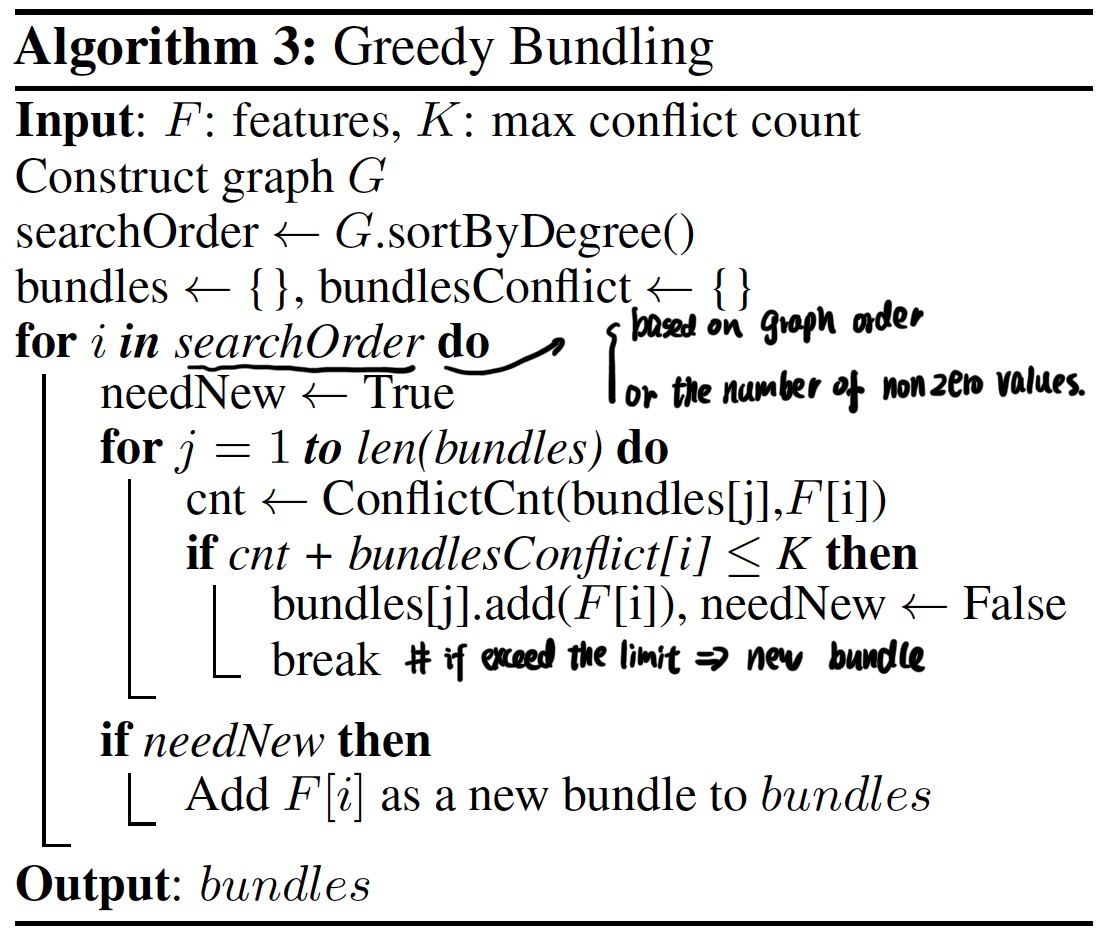 Algorithm 3: Greedy Bundling
Input: F: features, K: max conflict count
Construct graph G
searchOrder ← G.sortByDegree()
bundles ← {}, bundlesConflict ← {}
for i in searchOrder do
based on graph order
or the number of nonzero values.
needNew ← True
for j = 1 to len(bundles) do
cnt ← ConflictCnt(bundles[j],F[i])
if cnt + bundlesConflict[i] ≤ K then
bundles[j].add(F[i]), needNew ← False
break # if exceed the limit ⇒ new bundle
if needNew then
Add F[i] as a new bundle to bundles
Output: bundles